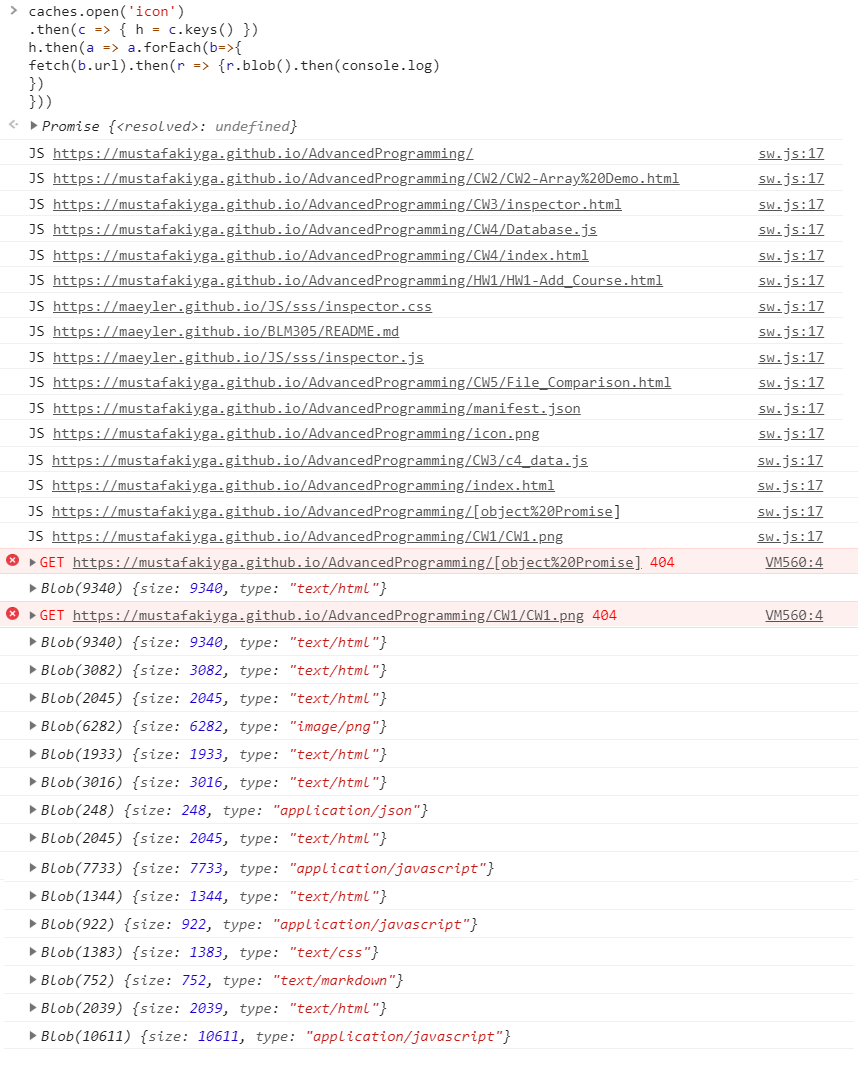 caches.open('icon')
.then(c => { h = c.keys() })
h.then(a => a.forEach(b=>{
fetch(b.url).then(r => {r.blob().then(console.log)
})
}))
Promise {<resolved>: undefined}
JS https://mustafakiyga.github.io/AdvancedProgramming/ sw.js:17
JS https://mustafakiyga.github.io/AdvancedProgramming/CW2/CW2-Array%20Demo.html sw.js:17
JS https://mustafakiyga.github.io/AdvancedProgramming/CW3/inspector.html sw.js:17
JS https://mustafakiyga.github.io/AdvancedProgramming/CW4/Database.js sw.js:17
JS https://mustafakiyga.github.io/AdvancedProgramming/CW4/index.html sw.js:17
JS https://mustafakiyga.github.io/AdvancedProgramming/HW1/HW1-Add_Course.html sw.js:17
JS https://maeyler.github.io/JS/sss/inspector.css sw.js:17
JS https://maeyler.github.io/BLM305/README.md sw.js:17
JS https://maeyler.github.io/JS/sss/inspector.js sw.js:17
JS https://mustafakiyga.github.io/AdvancedProgramming/CW5/File_Comparison.html sw.js:17
JS https://mustafakiyga.github.io/AdvancedProgramming/manifest.json sw.js:17
JS https://mustafakiyga.github.io/AdvancedProgramming/icon.png sw.js:17
JS https://mustafakiyga.github.io/AdvancedProgramming/CW3/c4_data.js sw.js:17
JS https://mustafakiyga.github.io/AdvancedProgramming/index.html sw.js:17
JS https://mustafakiyga.github.io/AdvancedProgramming/[object%20Promise] sw.js:17
JS https://mustafakiyga.github.io/AdvancedProgramming/CW1/CW1.png sw.js:17
GET https://mustafakiyga.github.io/AdvancedProgramming/[object%20Promise] 404 VM560:4
Blob(9340) {size: 9340, type: "text/html"}
GET https://mustafakiyga.github.io/AdvancedProgramming/CW1/CW1.png 404 VM560:4
Blob(9340) {size: 9340, type: "text/html"}
Blob(3082) {size: 3082, type: "text/html"}
Blob(2045) {size: 2045, type: "text/html"}
Blob(6282) {size: 6282, type: "image/png"}
Blob(1933) {size: 1933, type: "text/html"}
Blob(3016) {size: 3016, type: "text/html"}
Blob(248) {size: 248, type: "application/json"}
Blob(2045) {size: 2045, type: "text/html"}
Blob(7733) {size: 7733, type: "application/javascript"}
Blob(1344) {size: 1344, type: "text/html"}
Blob(922) {size: 922, type: "application/javascript"}
Blob(1383) {size: 1383, type: "text/css"}
Blob(752) {size: 752, type: "text/markdown"}
Blob(2039) {size: 2039, type: "text/html"}
Blob(10611) {size: 10611, type: "application/javascript"}